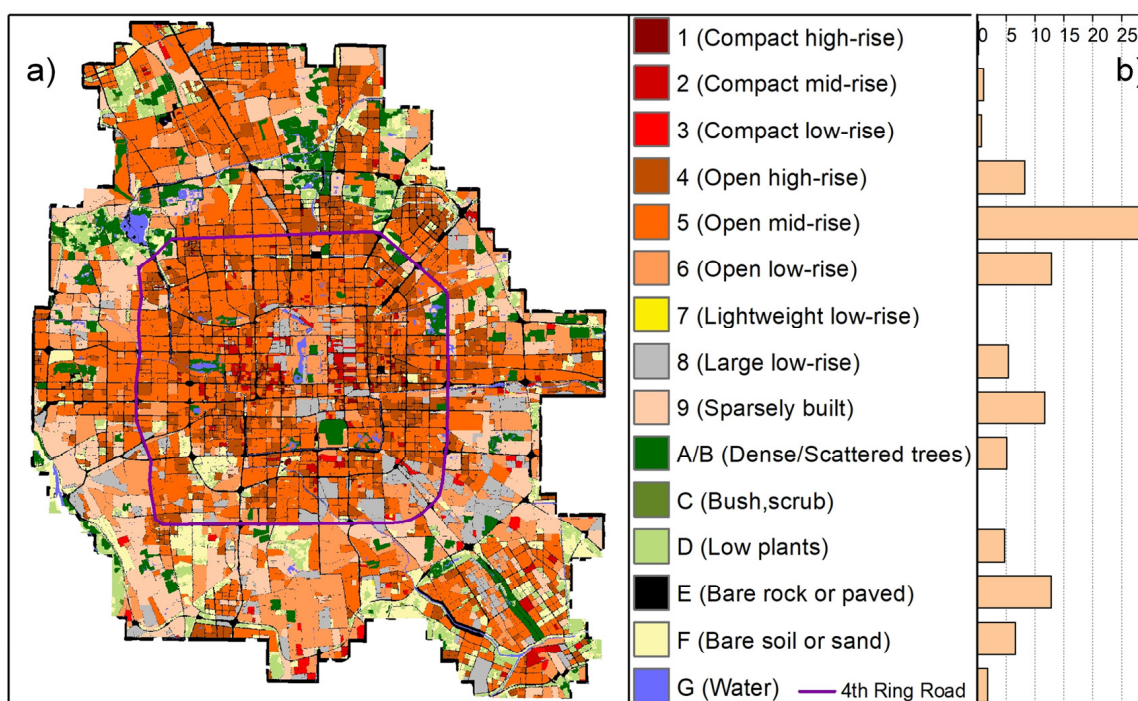 a)
1 (Compact high-rise)
2 (Compact mid-rise)
3 (Compact low-rise)
4 (Open high-rise)
5 (Open mid-rise)
6 (Open low-rise)
7 (Lightweight low-rise)
8 (Large low-rise)
9 (Sparsely built)
A/B (Dense/Scattered trees)
C (Bush,scrub)
D (Low plants)
E (Bare rock or paved)
F (Bare soil or sand)
G (Water)
4th Ring Road
0 5 10 15 20 25
b)